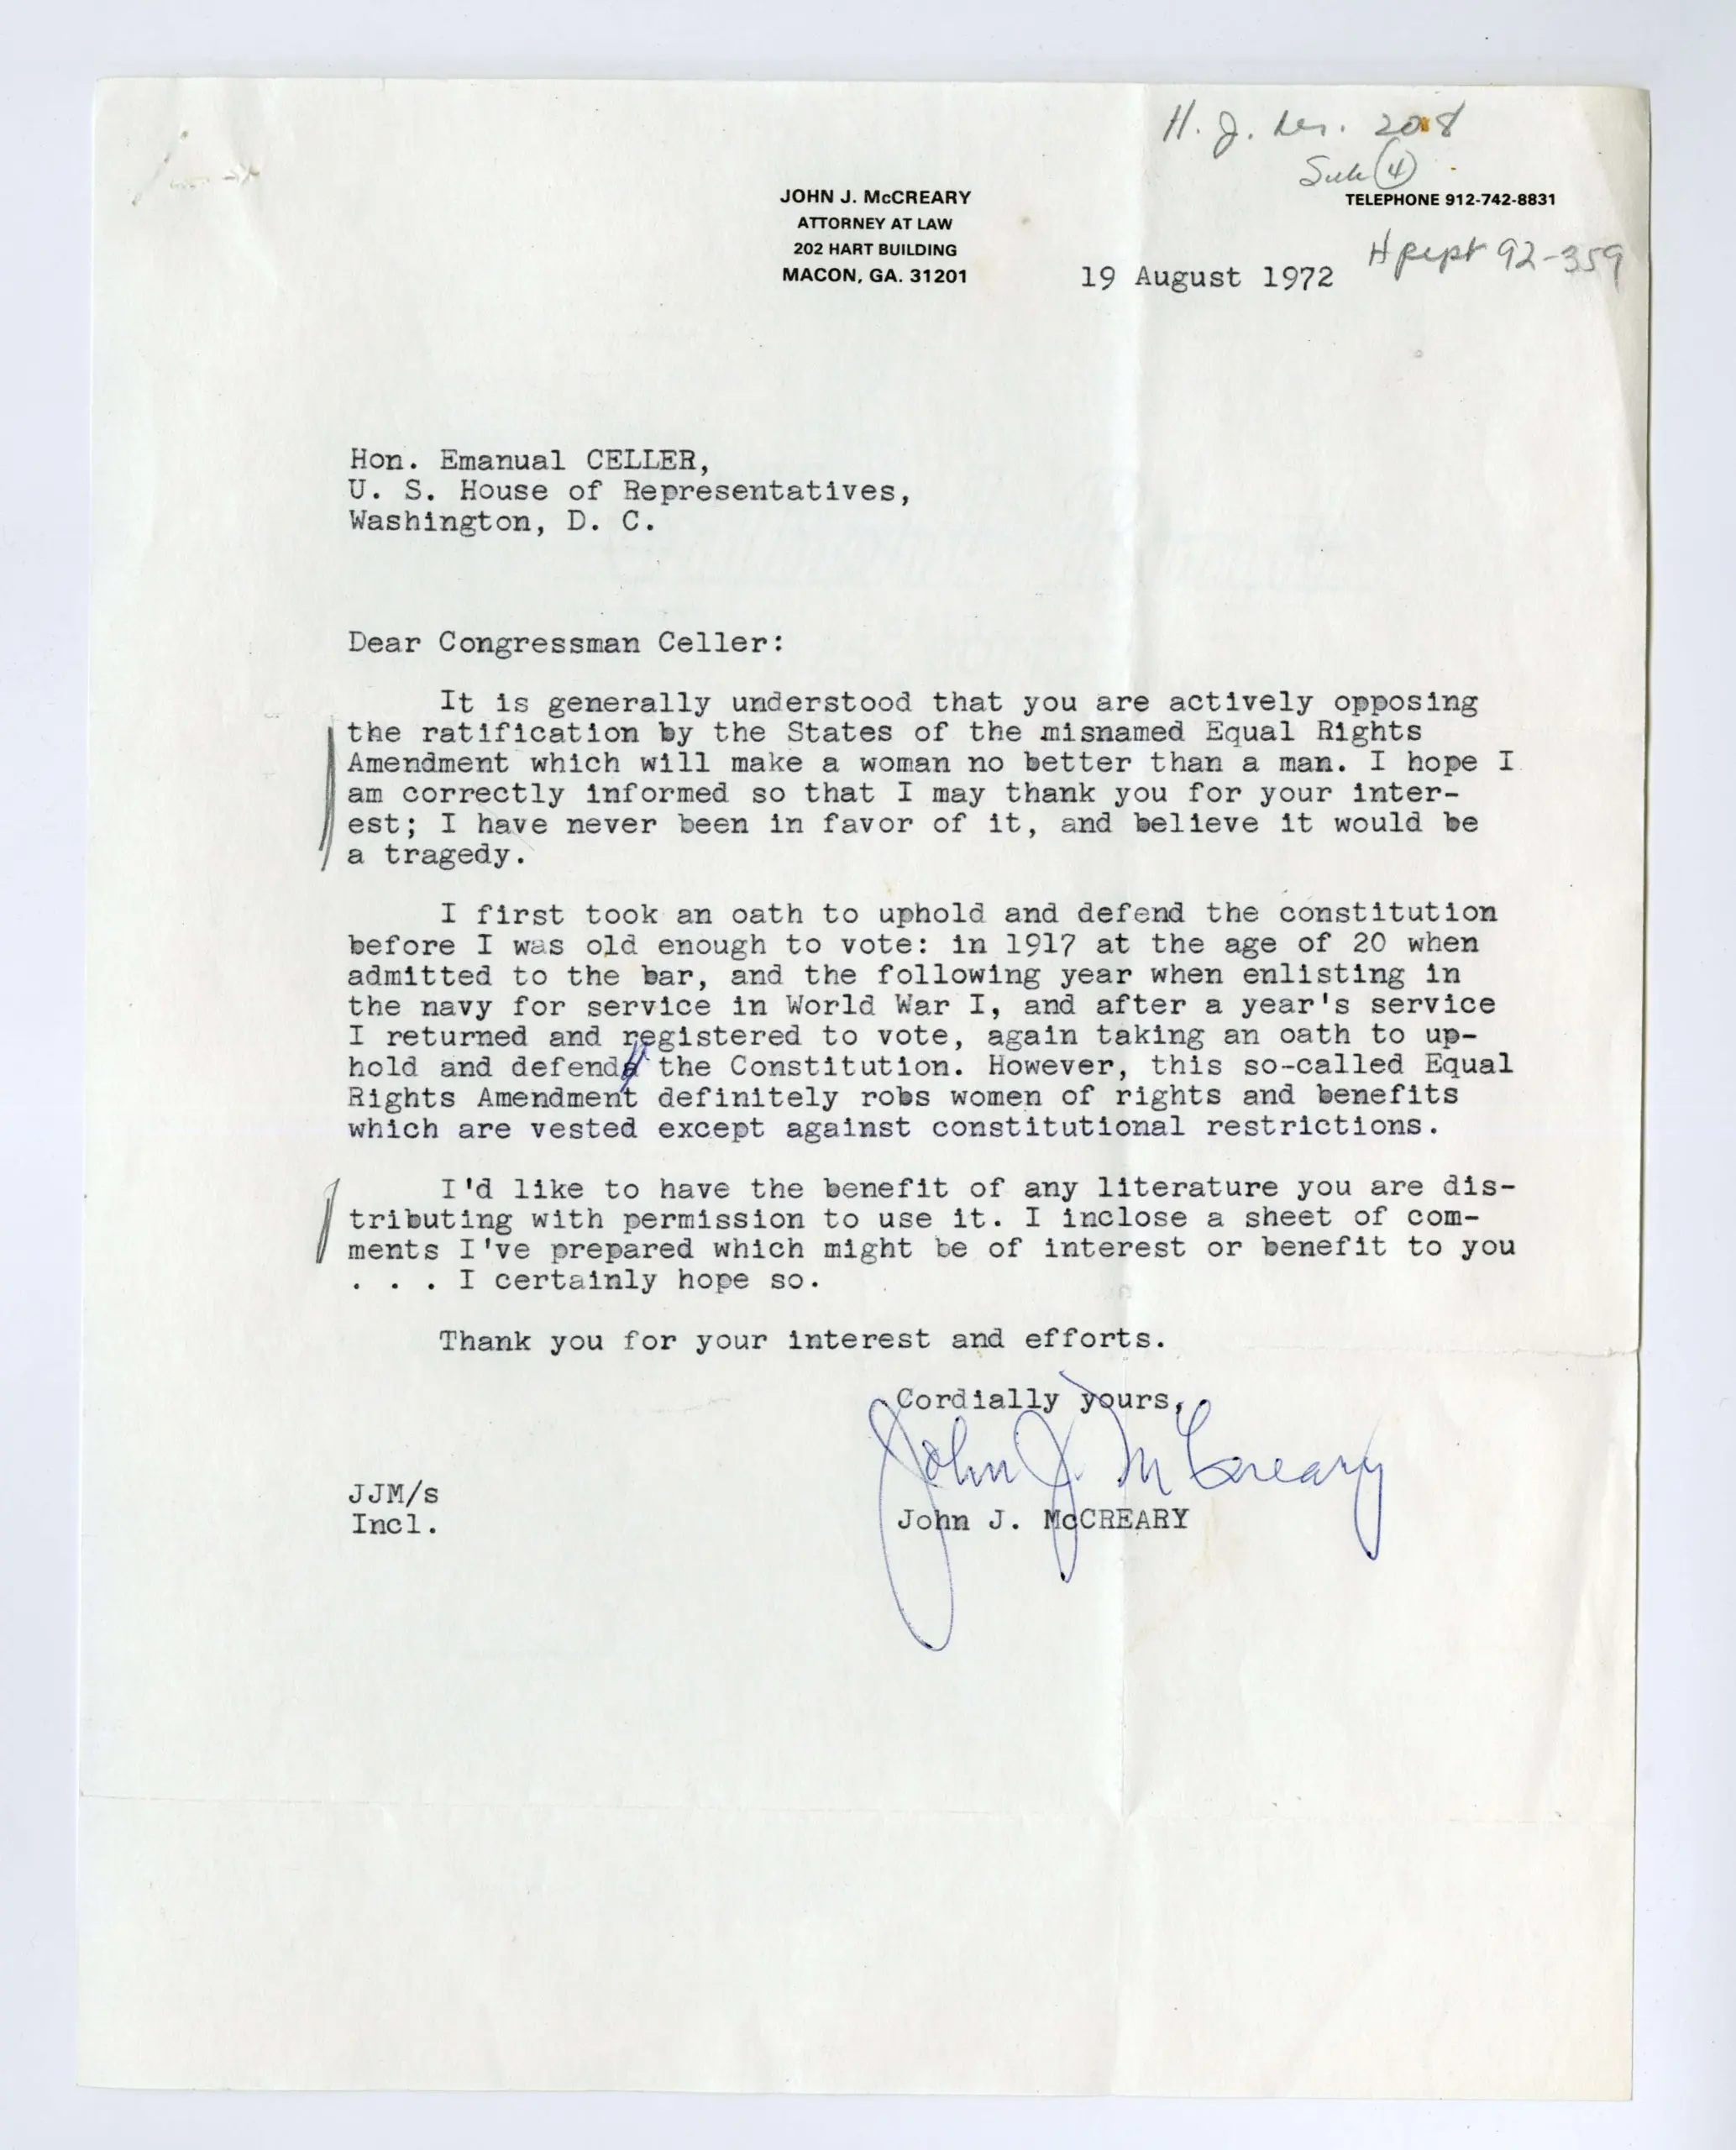 H. J. Res. 208
Sub (4)
JOHN J. McCREARY
ATTORNEY AT LAW
202 HART BUILDING
MACON, GA. 31201
TELEPHONE 912-742-8831
H Rept 92-359
19 August 1972
Hon. Emanual CELLER,
U. S. House of Representatives,
Washington, D. C.
Dear Congressman Celler:
It is generally understood that you are actively opposing
the ratification by the States of the misnamed Equal Rights
Amendment which will make a woman no better than a man. I hope I
am correctly informed so that I may thank you for your inter-
est; I have never been in favor of it, and believe it would be
a tragedy.
I first took an oath to uphold and defend the constitution
before I was old enough to vote: in 1917 at the age of 20 when
admitted to the bar, and the following year when enlisting in
the navy for service in World War I, and after a year's service
I returned and registered to vote, again taking an oath to up-
hold and defend the Constitution. However, this so-called Equal
Rights Amendment definitely robs women of rights and benefits
which are vested except against constitutional restrictions.
I'd like to have the benefit of any literature you are dis-
tributing with permission to use it. I inclose a sheet of com-
ments I've prepared which might be of interest or benefit to you
. . . I certainly hope so.
Thank you for your interest and efforts.
Cordially yours,
John J. McCreary
John J. McCREARY
JJM/s
Incl.